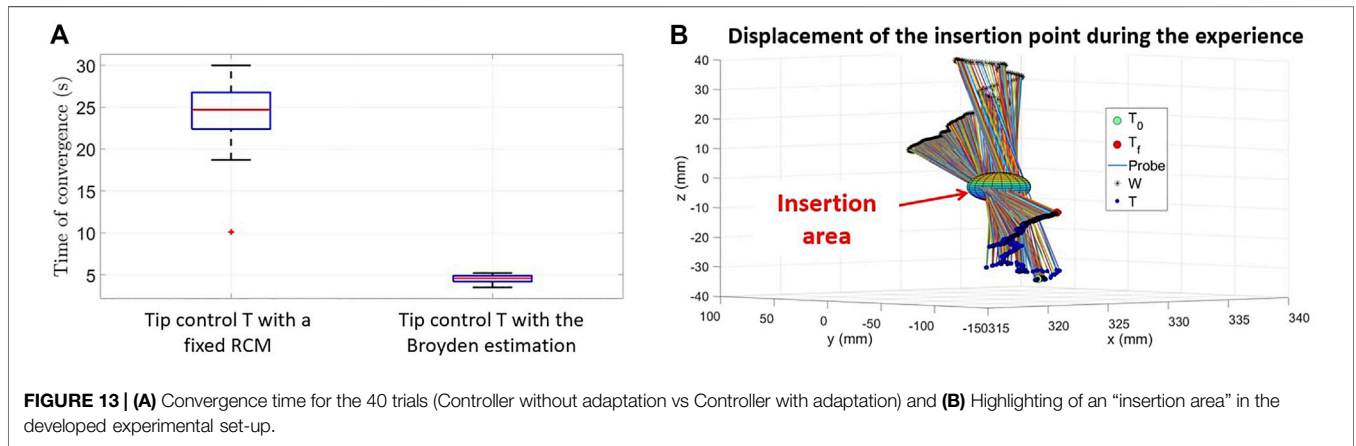 A
Time of convergence (s)
30
25
20
15
10
5
Tip control T with a
fixed RCM
Tip control T with the
Broyden estimation
B
Displacement of the insertion point during the experience
z (mm)
40
30
20
10
0
-10
-20
-30
-40
100
50
0
-50
-100
-150
y (mm)
315
320
325
330
335
340
x (mm)
Insertion
area
T0
Tf
Probe
W
T
FIGURE 13 | (A) Convergence time for the 40 trials (Controller without adaptation vs Controller with adaptation) and (B) Highlighting of an “insertion area” in the
developed experimental set-up.